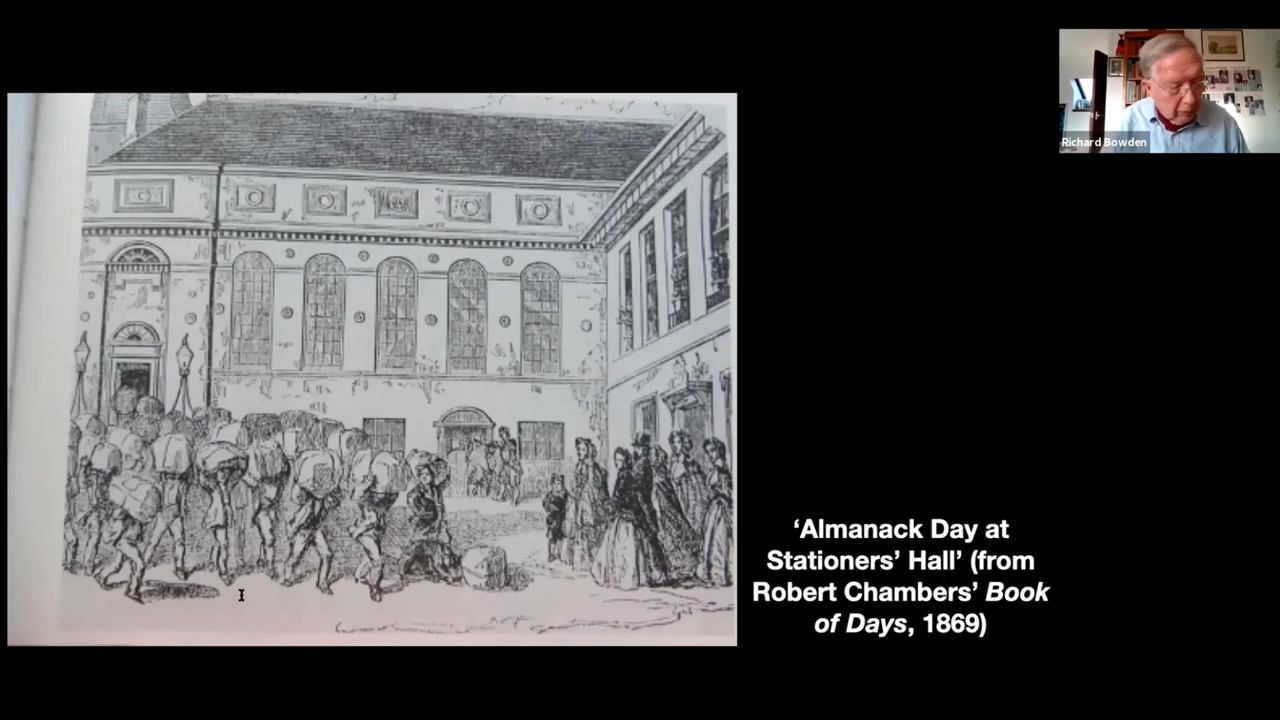 Richard Bowden
‘Almanack Day at
Stationers’ Hall’ (from
Robert Chambers’ Book
of Days, 1869)